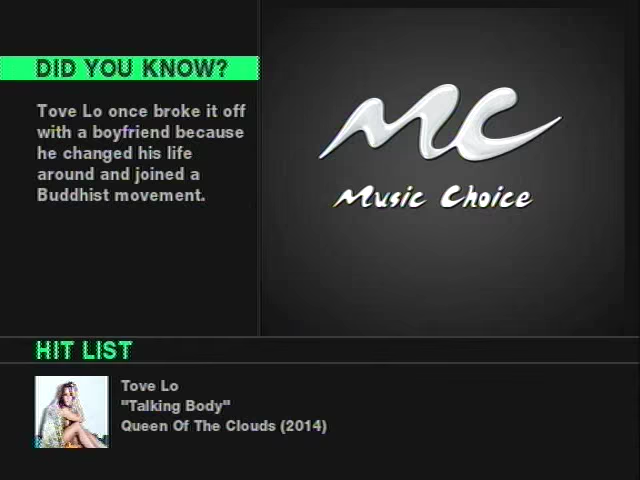 DID YOU KNOW?
Tove Lo once broke it off
with a boyfriend because
he changed his life
around and joined a
Buddhist movement.
MC
Music Choice
HIT LIST
Tove Lo
"Talking Body"
Queen Of The Clouds (2014)